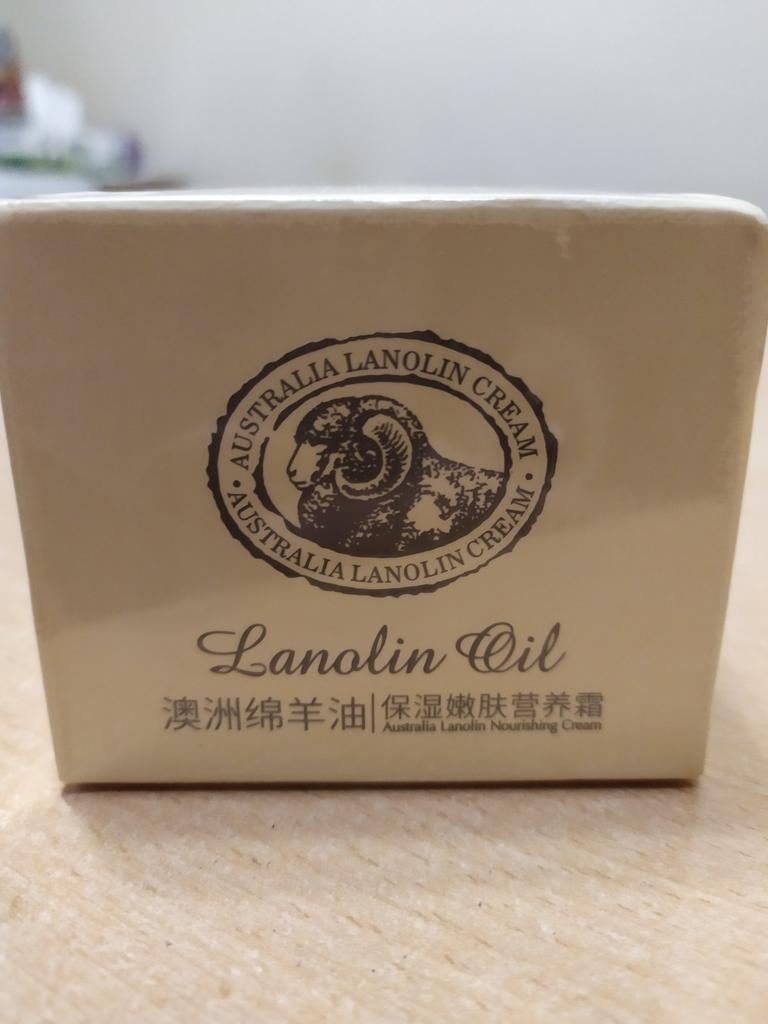 AUSTRALIA LANOLIN CREAM
AUSTRALIA LANOLIN CREAM
Lanolin Oil
澳洲绵羊油|保湿嫩肤营养霜
Australia Lanolin Nourishing Cream